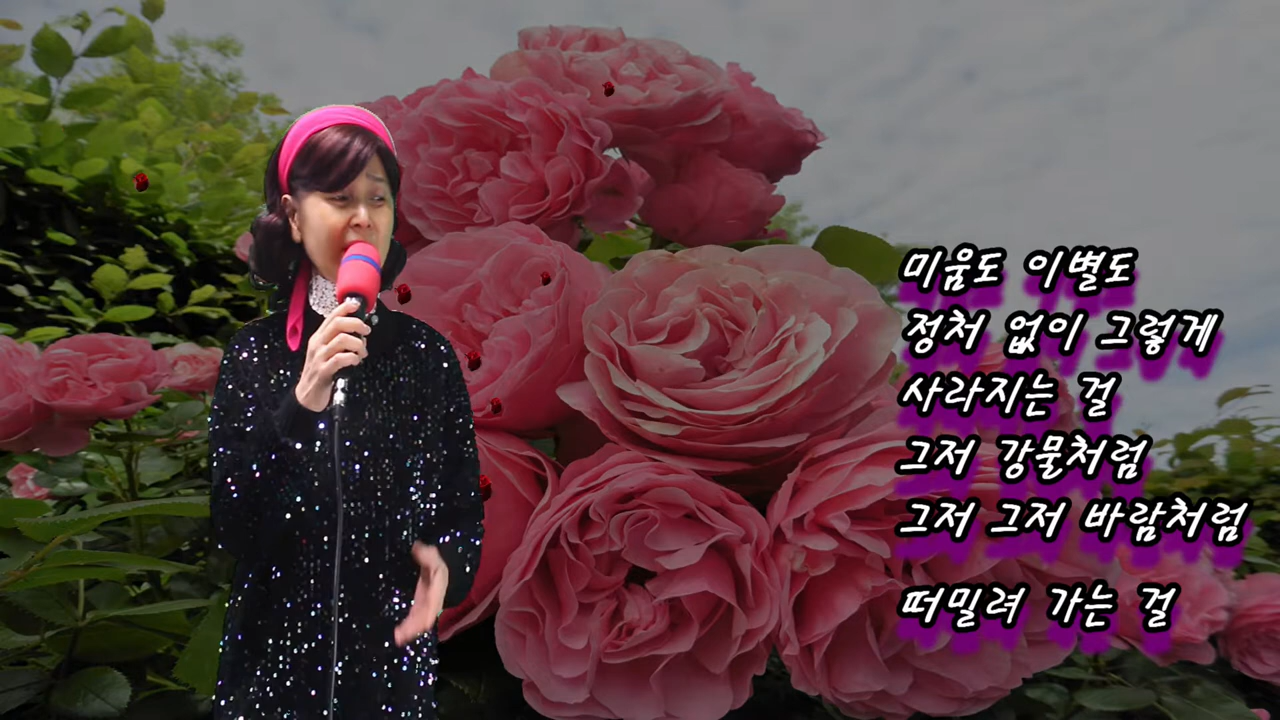 미움도 이별도
정처 없이 그렇게
사라지는 걸
그저 강물처럼
그저 그저 바람처럼
떠밀려 가는 걸